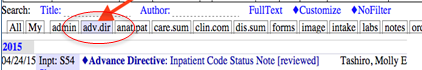 Search: Title: Author: FullText ♦Customize ♦NoFilter
All My admin adv.dir anat.pat care.sum clin.com dis.sum forms image intake labs notes
2015
04/24/15 Inpt: S54 ♦Advance Directive: Inpatient Code Status Note [reviewed] Tashiro, Molly E